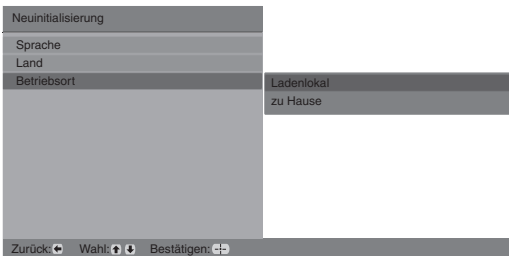 Neuinitialisierung
Sprache
Land
Betriebsort
Ladenlokal
zu Hause
Zurück: Wahl: Bestätigen: